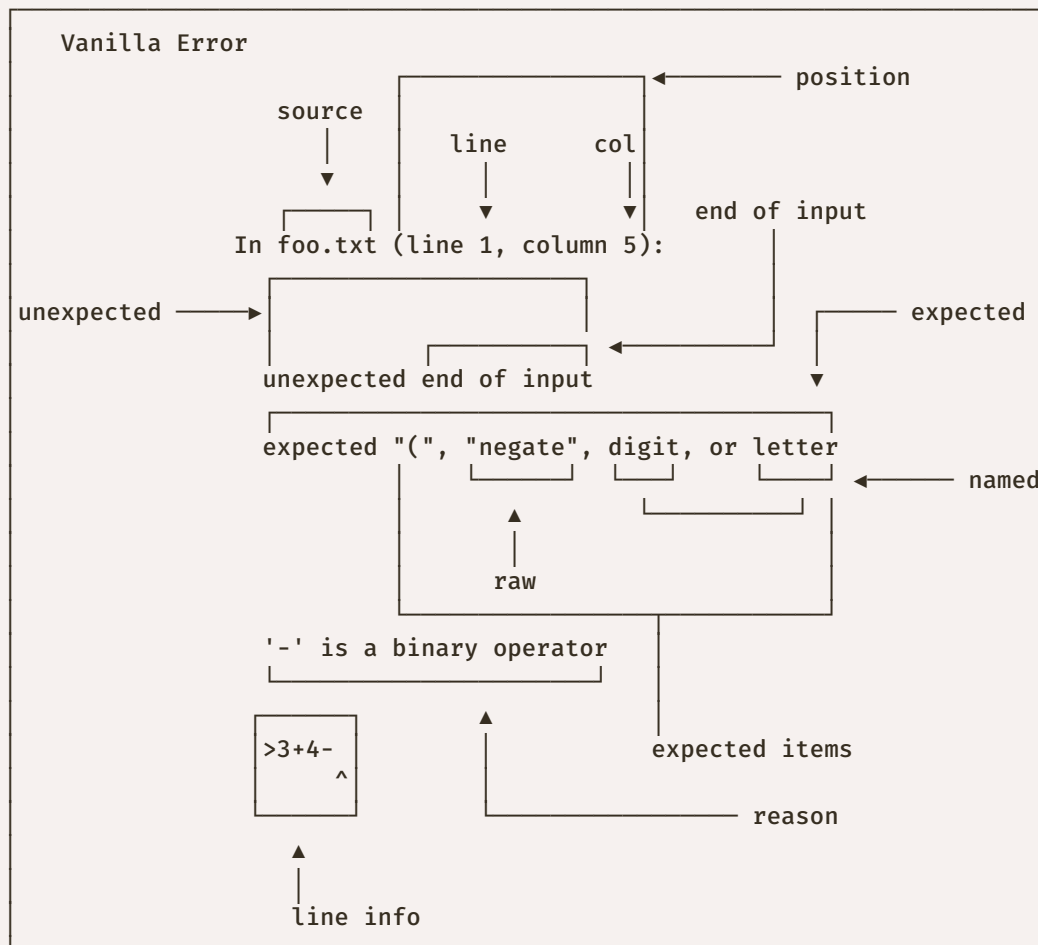 Vanilla Error
position
source
line col
end of input
In foo.txt (line 1, column 5):
unexpected expected
unexpected end of input
expected "(", "negate", digit, or letter
named
raw
'-' is a binary operator
>3+4-
^
expected items
reason
line info